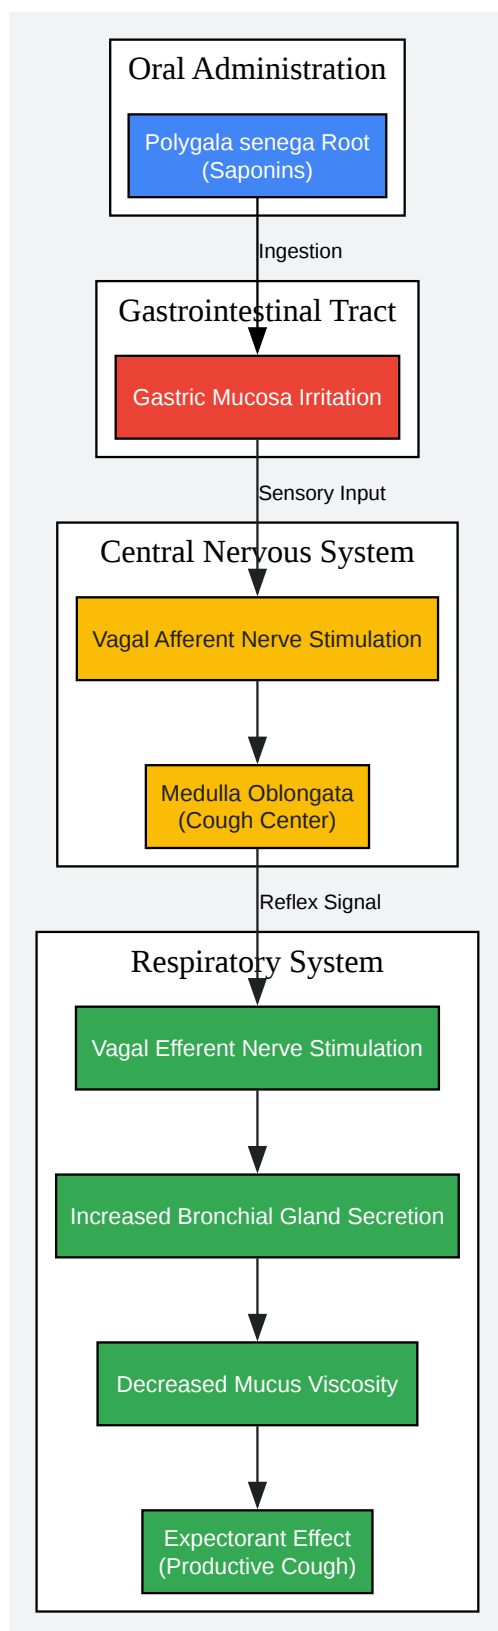 Oral Administration
Polygala senega Root
(Saponins)
Ingestion
Gastrointestinal Tract
Gastric Mucosa Irritation
Sensory Input
Central Nervous System
Vagal Afferent Nerve Stimulation
Medulla Oblongata
(Cough Center)
Reflex Signal
Respiratory System
Vagal Efferent Nerve Stimulation
Increased Bronchial Gland Secretion
Decreased Mucus Viscosity
Expectorant Effect
(Productive Cough)